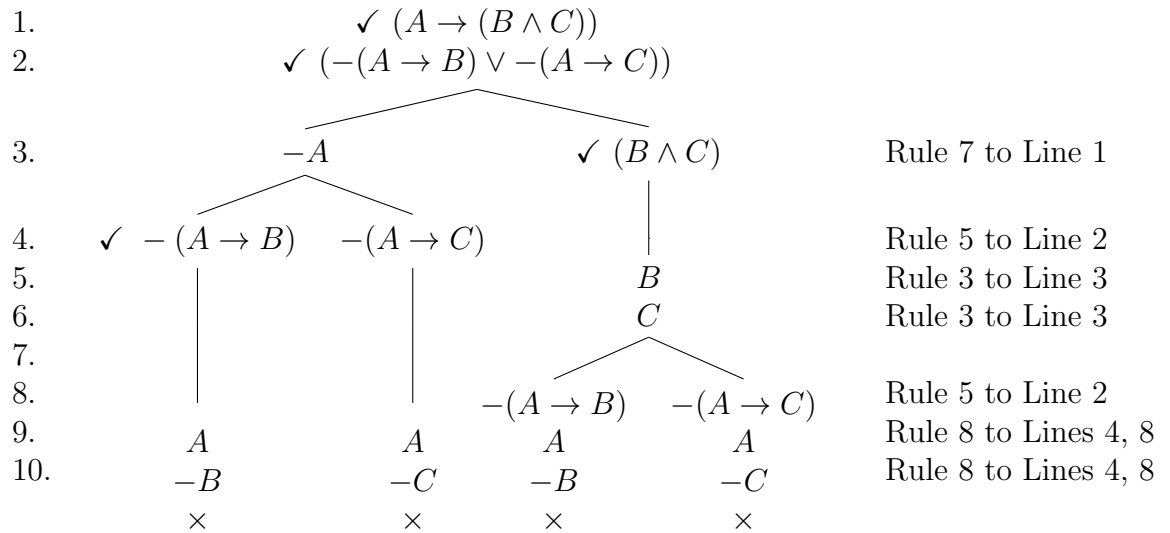 1. ✓ (A → (B ∧ C))
2. ✓ (−(A → B) ∨ −(A → C))
3. −A ✓ (B ∧ C) Rule 7 to Line 1
4. ✓ − (A → B) −(A → C) Rule 5 to Line 2
5. B Rule 3 to Line 3
6. C Rule 3 to Line 3
7.
8. −(A → B) −(A → C) Rule 5 to Line 2
9. A A A A Rule 8 to Lines 4, 8
10. −B −C −B −C Rule 8 to Lines 4, 8
× × × ×